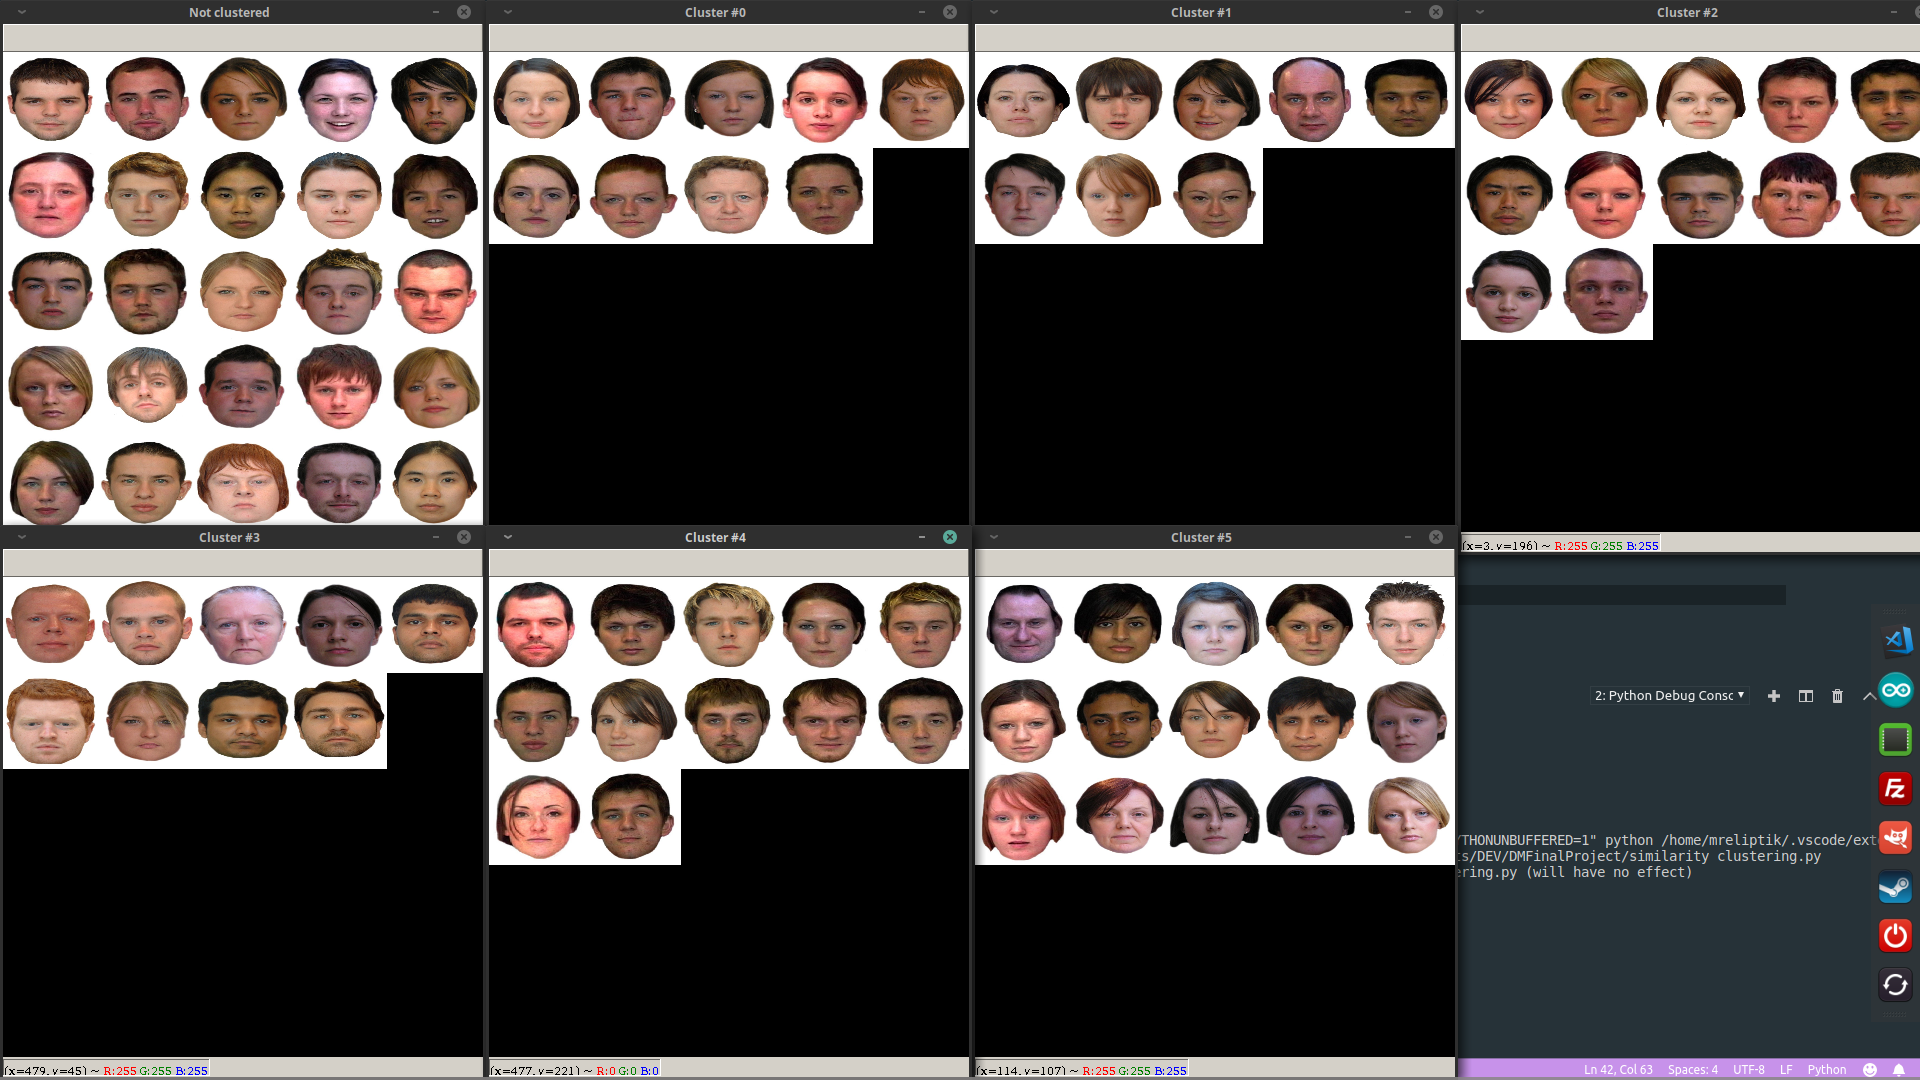 Not clustered
Cluster #0
Cluster #1
Cluster #2
(x=3, y=196) ~ R:255 G:255 B:255
Cluster #3
Cluster #4
Cluster #5
2: Python Debug Consc
YTHONUNBUFFERED=1" python /home/mreliptik/.vscode/ext
ts/DEV/DMFinalProject/similarity clustering.py
ering.py (will have no effect)
(x=479, y=45) ~ R:255 G:255 B:255
(x=477, y=221) ~ R:0 G:0 B:0
(x=114, y=107) ~ R:255 G:255 B:255
Ln 42, Col 63 Spaces: 4 UTF-8 LF Python